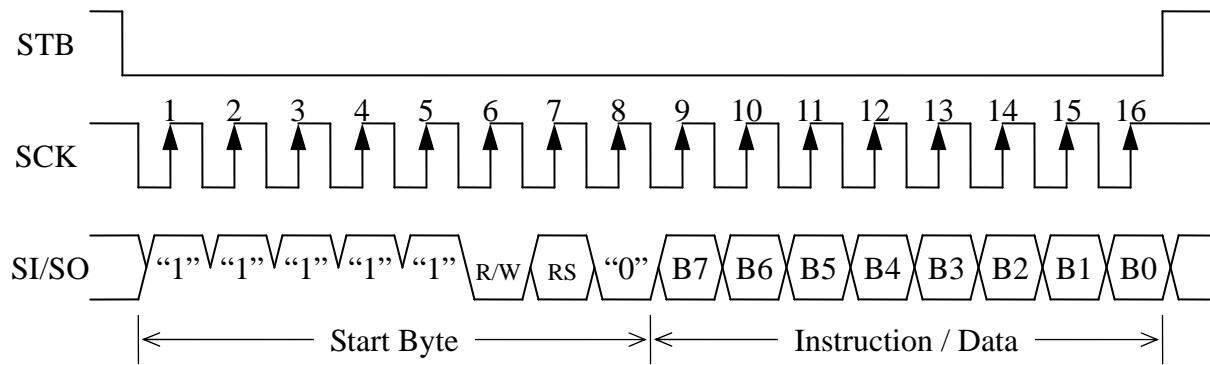 STB
1 2 3 4 5 6 7 8 9 10 11 12 13 14 15 16
SCK
SI/SO “1” “1” “1” “1” “1” R/W RS “0” B7 B6 B5 B4 B3 B2 B1 B0
Start Byte Instruction / Data